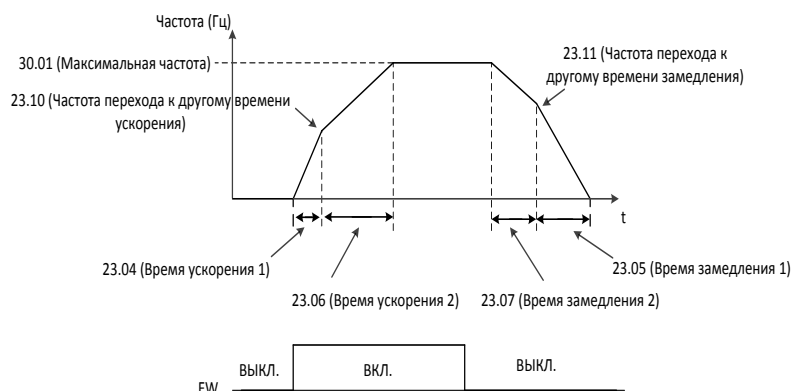 Частота (Гц)
30.01 (Максимальная частота)
23.10 (Частота перехода к другому времени
ускорения)
23.11 (Частота перехода к
другому времени замедления)
t
23.04 (Время ускорения 1)
23.05 (Время замедления 1)
23.06 (Время ускорения 2)
23.07 (Время замедления 2)
ВЫКЛ.
ВКЛ.
ВЫКЛ.
FW